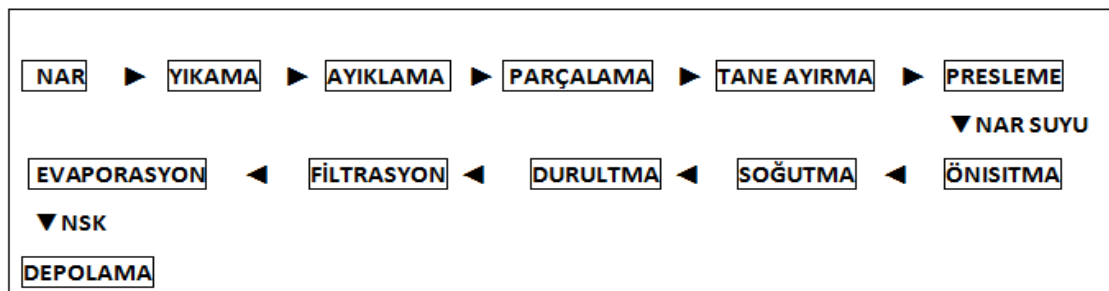 NAR ► YIKAMA ► AYIKLAMA ► PARÇALAMA ► TANE AYIRMA ► PRESLEME
▼ NAR SUYU
EVAPORASYON ◄ FİLTRASYON ◄ DURULTMA ◄ SOĞUTMA ◄ ÖNISITMA
▼ NSK
DEPOLAMA